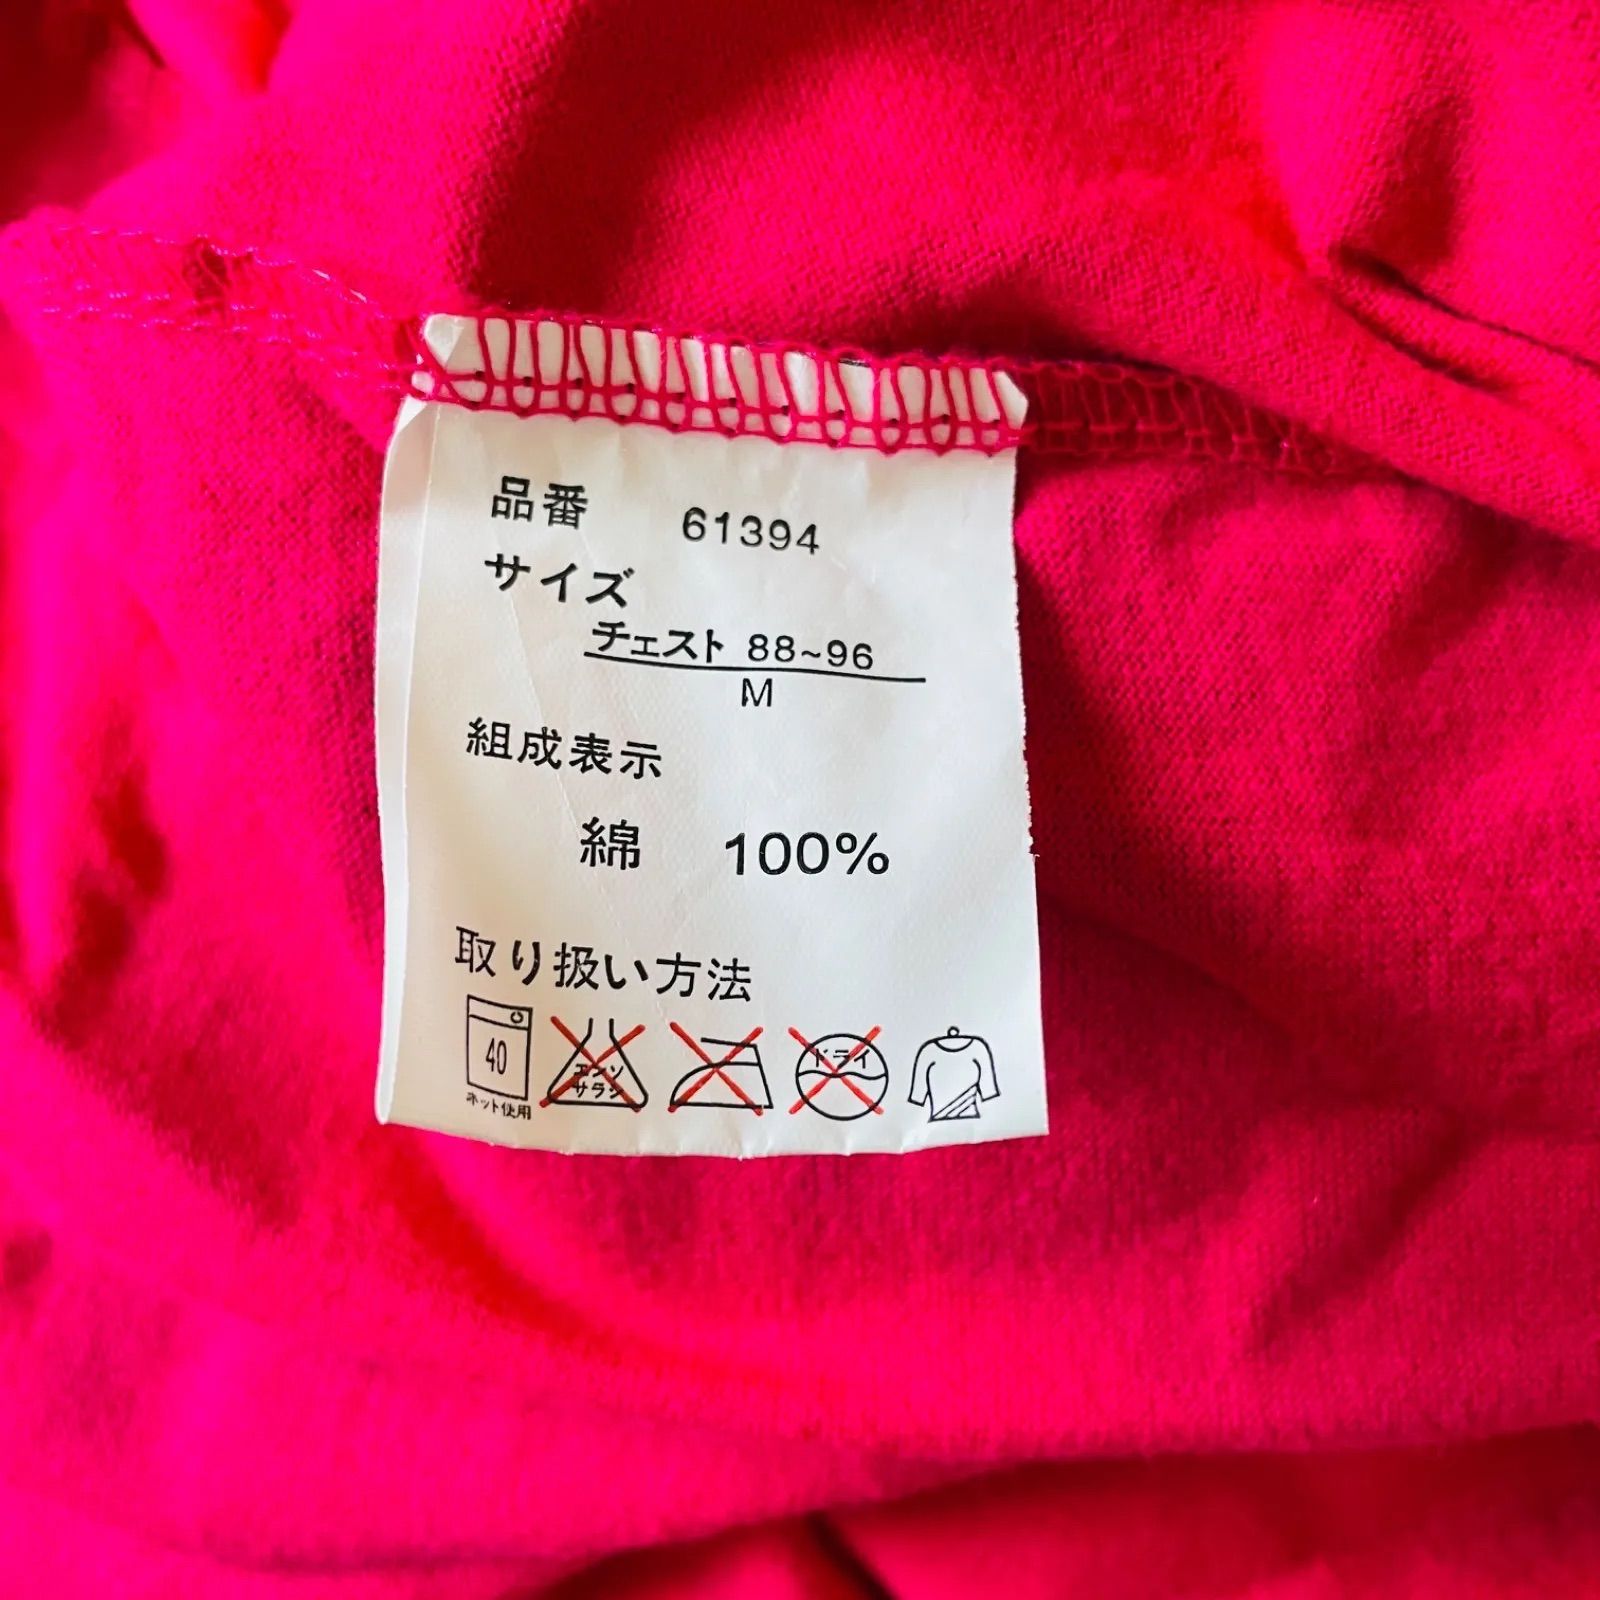 品番 61394
サイズ
チェスト 88~96
M
組成表示
綿 100%
取り扱い方法
40
ネット使用
エンソ
サラシ
ドライ